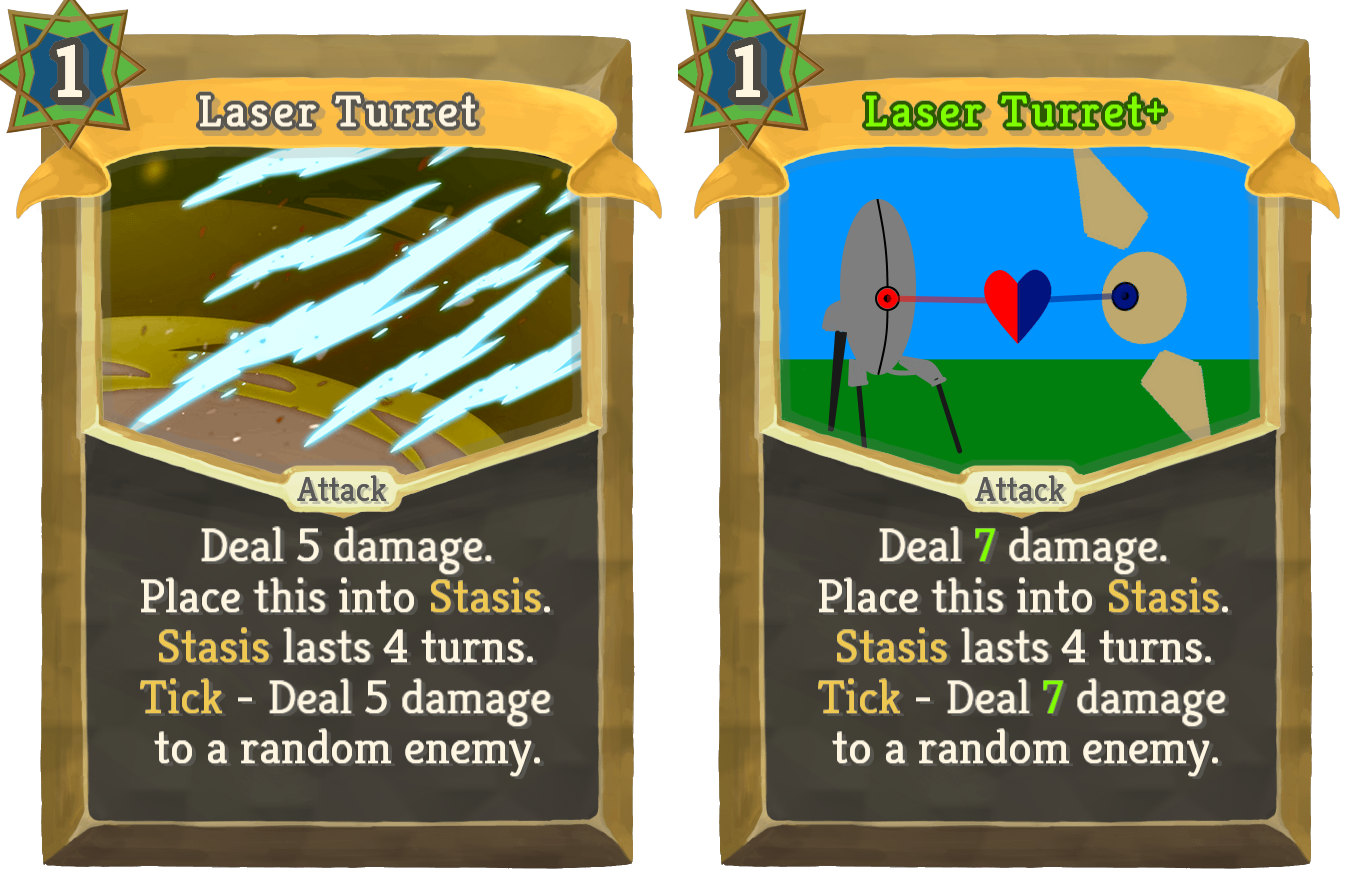 1
Laser Turret
Attack
Deal 5 damage.
Place this into Stasis.
Stasis lasts 4 turns.
Tick - Deal 5 damage
to a random enemy.
1
Laser Turret+
Attack
Deal 7 damage.
Place this into Stasis.
Stasis lasts 4 turns.
Tick - Deal 7 damage
to a random enemy.